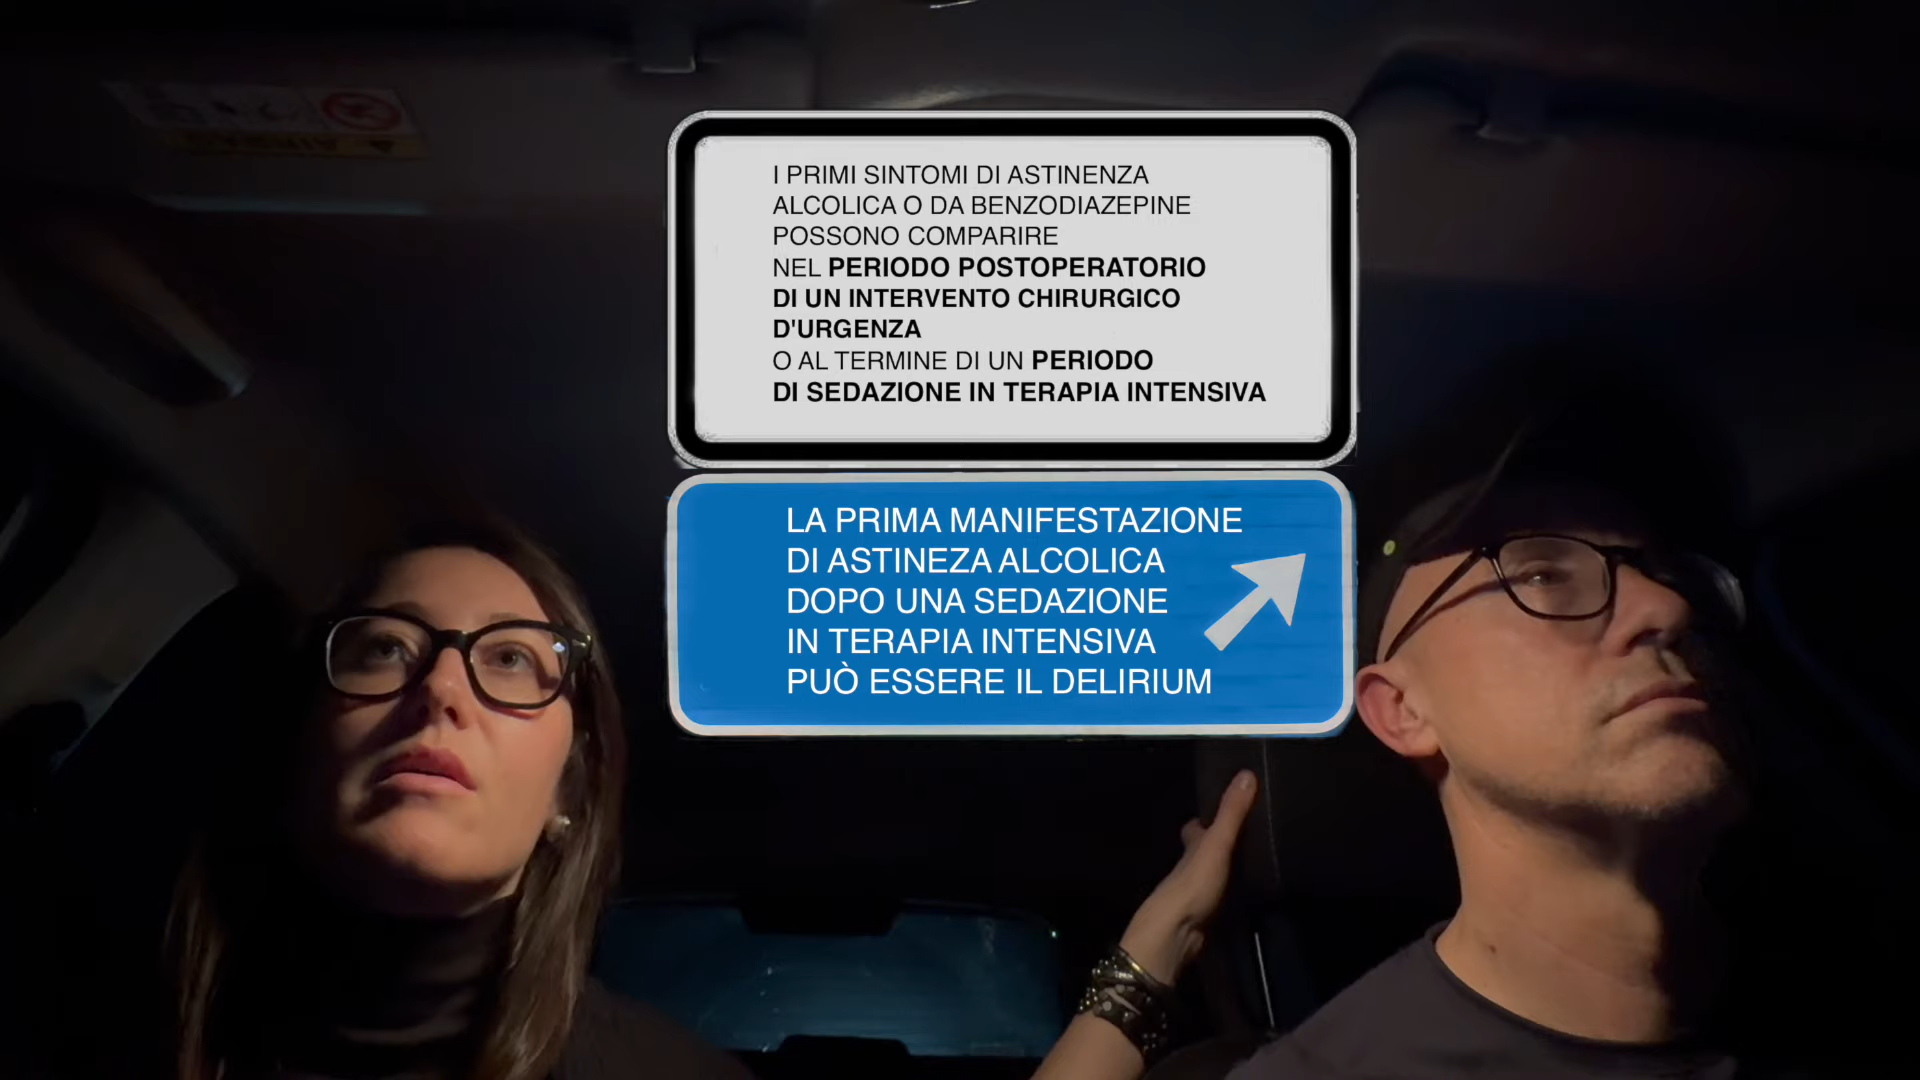 I PRIMI SINTOMI DI ASTINENZA
ALCOLICA O DA BENZODIAZEPINE
POSSONO COMPARIRE
NEL PERIODO POSTOPERATORIO
DI UN INTERVENTO CHIRURGICO
D'URGENZA
O AL TERMINE DI UN PERIODO
DI SEDAZIONE IN TERAPIA INTENSIVA
LA PRIMA MANIFESTAZIONE
DI ASTINEZA ALCOLICA
DOPO UNA SEDAZIONE
IN TERAPIA INTENSIVA
PUÒ ESSERE IL DELIRIUM